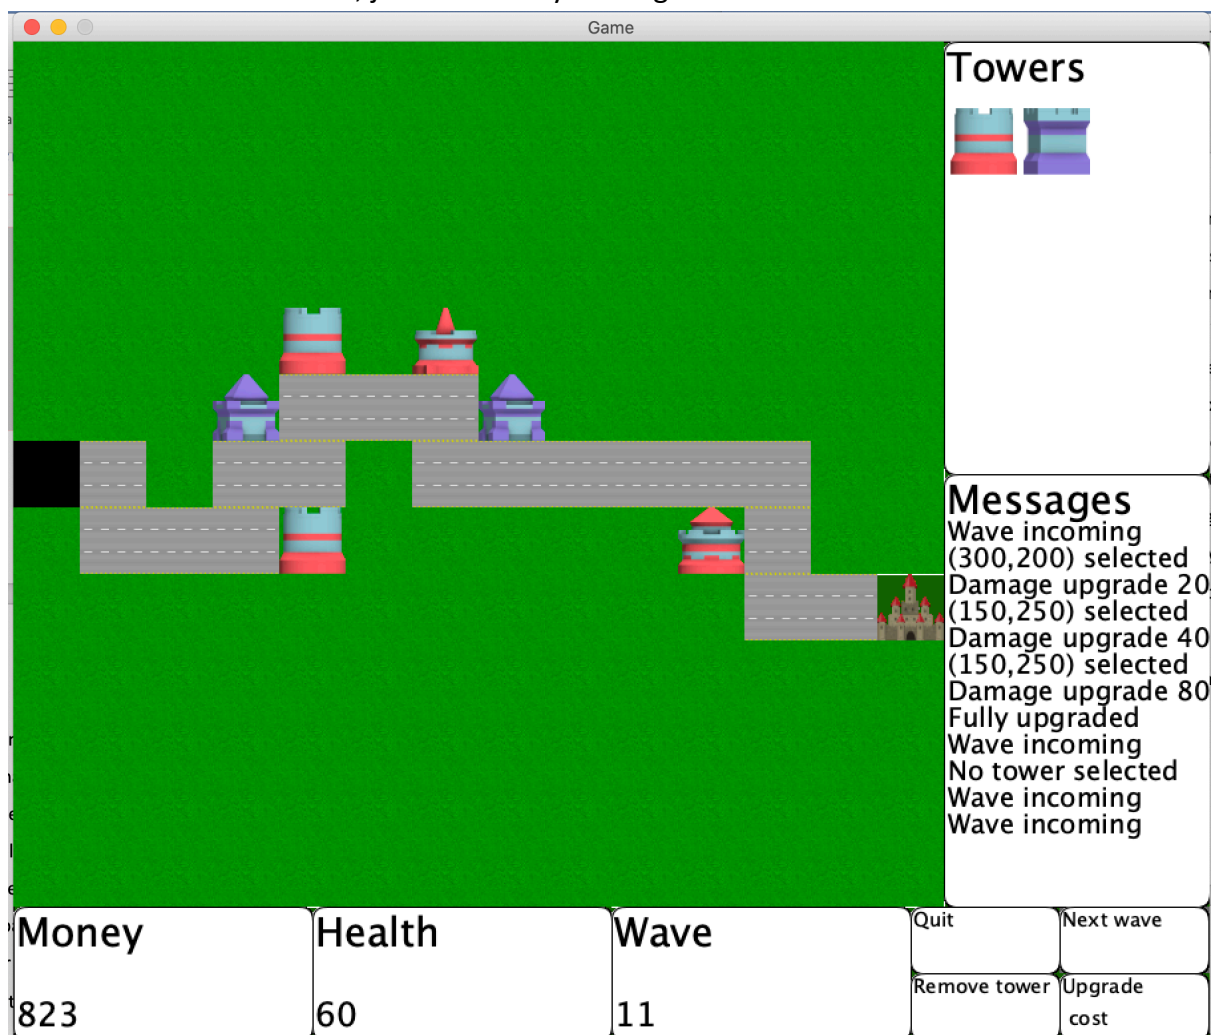 Game
Towers
Messages
Wave incoming
(300,200) selected
Damage upgrade 20
(150,250) selected
Damage upgrade 40
(150,250) selected
Damage upgrade 80
Fully upgraded
Wave incoming
No tower selected
Wave incoming
Wave incoming
Money
823
Health
60
Wave
11
Quit
Next wave
Remove tower
Upgrade
cost